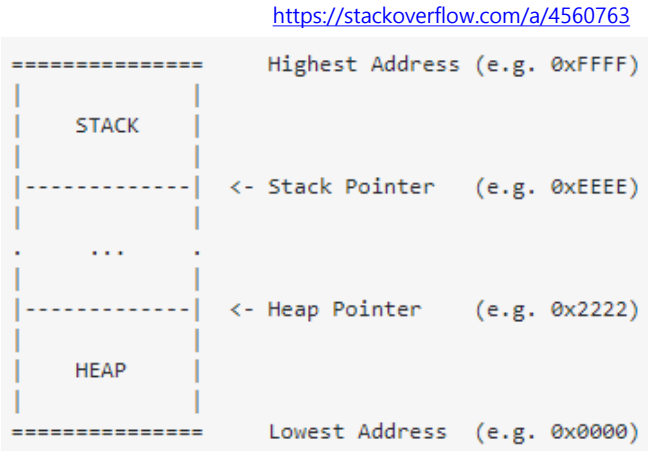 https://stackoverflow.com/a/4560763
=============== Highest Address (e.g. 0xFFFF)
| |
| STACK |
| |
|-------------| <- Stack Pointer (e.g. 0xEEEE)
| |
. ... .
| |
|-------------| <- Heap Pointer (e.g. 0x2222)
| |
| HEAP |
| |
=============== Lowest Address (e.g. 0x0000)